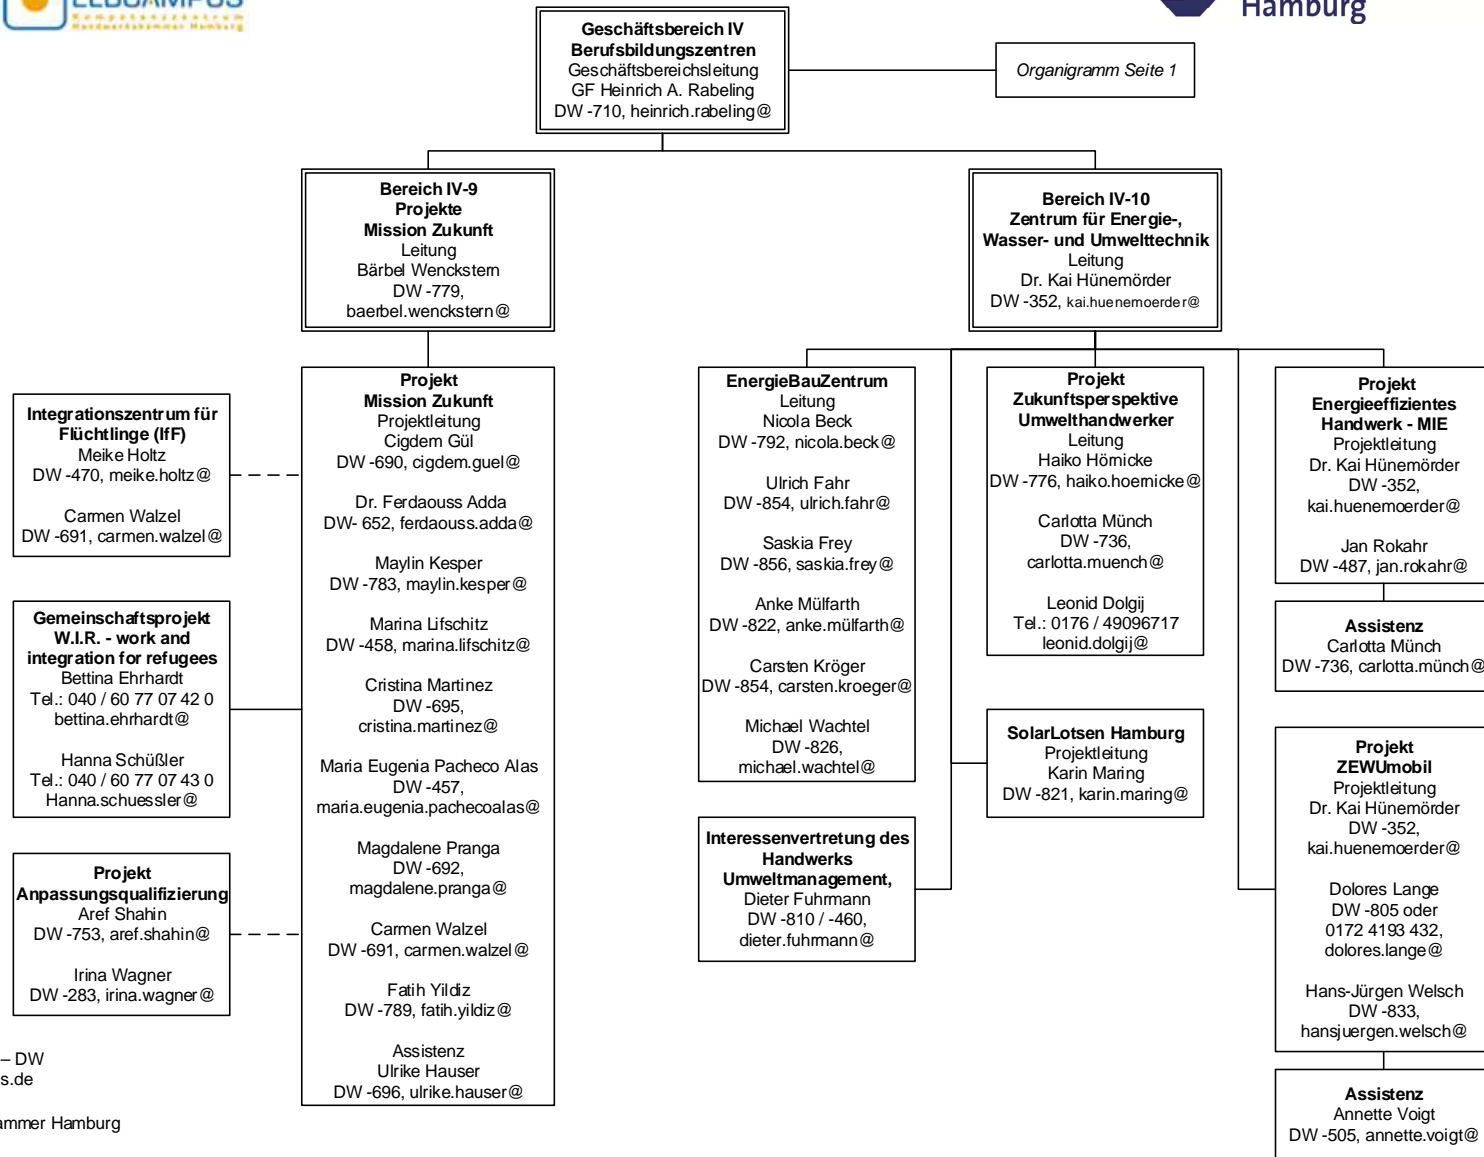 ELBCAMPUS
Kompetenzzentrum
Handwerkskammer Hamburg
Hamburg
Geschäftsbereich IV
Berufsbildungszentren
Geschäftsbereichsleitung
GF Heinrich A. Rabeling
DW -710, heinrich.rabeling@
Organigramm Seite 1
Bereich IV-9
Projekte
Mission Zukunft
Leitung
Bärbel Wenckstern
DW -779,
baerbel.wenckstern@
Bereich IV-10
Zentrum für Energie-,
Wasser- und Umwelttechnik
Leitung
Dr. Kai Hünemörder
DW -352, kai.huenemoerder@
Integrationszentrum für
Flüchtlinge (IfF)
Meike Holtz
DW -470, meike.holtz@
Carmen Walzel
DW -691, carmen.walzel@
Gemeinschaftsprojekt
W.I.R. - work and
integration for refugees
Bettina Ehrhardt
Tel.: 040 / 60 77 07 42 0
bettina.ehrhardt@
Hanna Schüßler
Tel.: 040 / 60 77 07 43 0
Hanna.schuessler@
Projekt
Anpassungsqualifizierung
Aref Shahin
DW -753, aref.shahin@
Irina Wagner
DW -283, irina.wagner@
Projekt
Mission Zukunft
Projektleitung
Cigdem Gül
DW -690, cigdem.guel@
Dr. Ferdaouss Adda
DW- 652, ferdaouss.adda@
Maylin Kesper
DW -783, maylin.kesper@
Marina Lifschitz
DW -458, marina.lifschitz@
Cristina Martinez
DW -695,
cristina.martinez@
Maria Eugenia Pacheco Alas
DW -457,
maria.eugenia.pachecoalas@
Magdalene Pranga
DW -692,
magdalene.pranga@
Carmen Walzel
DW -691, carmen.walzel@
Fatih Yildiz
DW -789, fatih.yildiz@
Assistenz
Ulrike Hauser
DW -696, ulrike.hauser@
EnergieBauZentrum
Leitung
Nicola Beck
DW -792, nicola.beck@
Ulrich Fahr
DW -854, ulrich.fahr@
Saskia Frey
DW -856, saskia.frey@
Anke Mülfarth
DW -822, anke.mülfarth@
Carsten Kröger
DW -854, carsten.kroeger@
Michael Wachtel
DW -826,
michael.wachtel@
Interessenvertretung des
Handwerks
Umweltmanagement,
Dieter Fuhrmann
DW -810 / -460,
dieter.fuhrmann@
Projekt
Zukunftsperspektive
Umwelthandwerker
Leitung
Haiko Hörnicke
DW -776, haiko.hoernicke@
Carlotta Münch
DW -736,
carlotta.muench@
Leonid Dolgij
Tel.: 0176 / 49096717
leonid.dolgij@
SolarLotsen Hamburg
Projektleitung
Karin Maring
DW -821, karin.maring@
Projekt
Energieeffizientes
Handwerk - MIE
Projektleitung
Dr. Kai Hünemörder
DW -352,
kai.huenemoerder@
Jan Rokahr
DW -487, jan.rokahr@
Assistenz
Carlotta Münch
DW -736, carlotta.münch@
Projekt
ZEWUmobil
Projektleitung
Dr. Kai Hünemörder
DW -352,
kai.huenemoerder@
Dolores Lange
DW -805 oder
0172 4193 432,
dolores.lange@
Hans-Jürgen Welsch
DW -833,
hansjuergen.welsch@
Assistenz
Annette Voigt
DW -505, annette.voigt@
– DW
s.de
ammer Hamburg